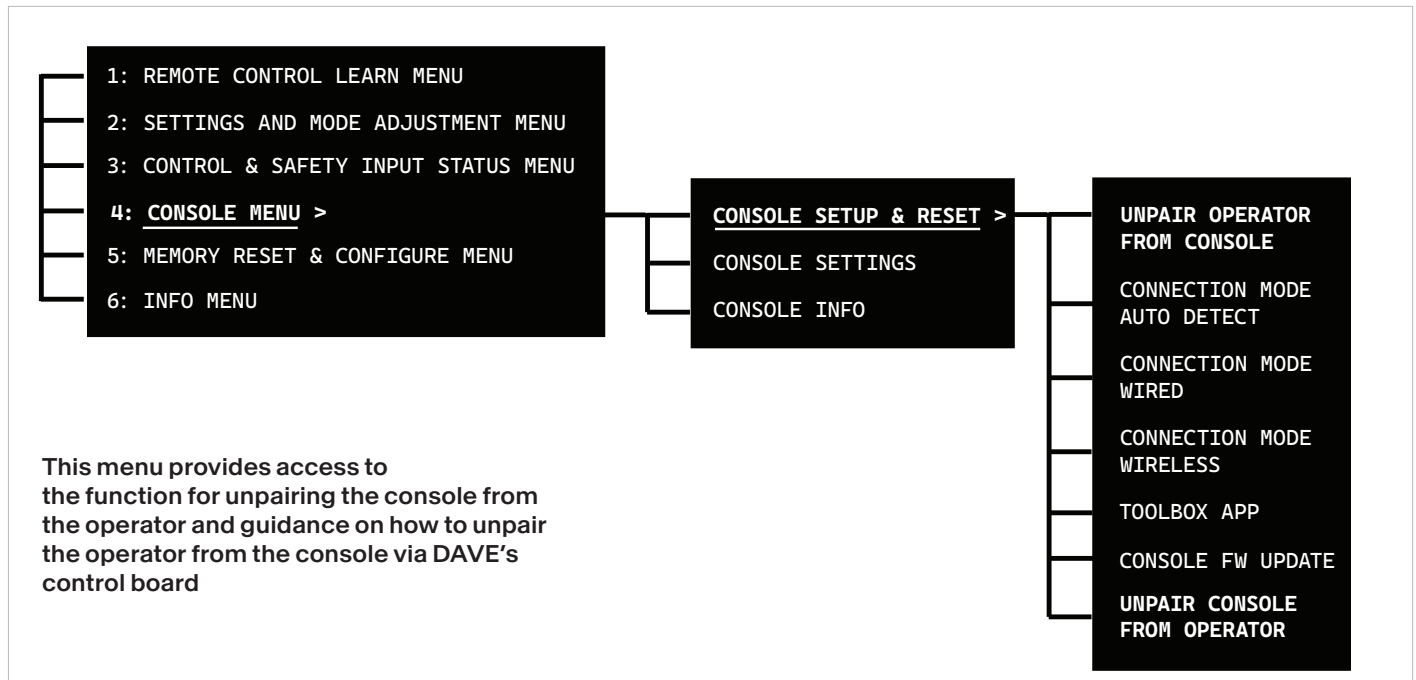 1: REMOTE CONTROL LEARN MENU
2: SETTINGS AND MODE ADJUSTMENT MENU
3: CONTROL & SAFETY INPUT STATUS MENU
4: CONSOLE MENU >
5: MEMORY RESET & CONFIGURE MENU
6: INFO MENU
CONSOLE SETUP & RESET >
CONSOLE SETTINGS
CONSOLE INFO
UNPAIR OPERATOR
FROM CONSOLE
CONNECTION MODE
AUTO DETECT
CONNECTION MODE
WIRED
CONNECTION MODE
WIRELESS
TOOLBOX APP
CONSOLE FW UPDATE
UNPAIR CONSOLE
FROM OPERATOR
This menu provides access to
the function for unpairing the console from
the operator and guidance on how to unpair
the operator from the console via DAVE’s
control board